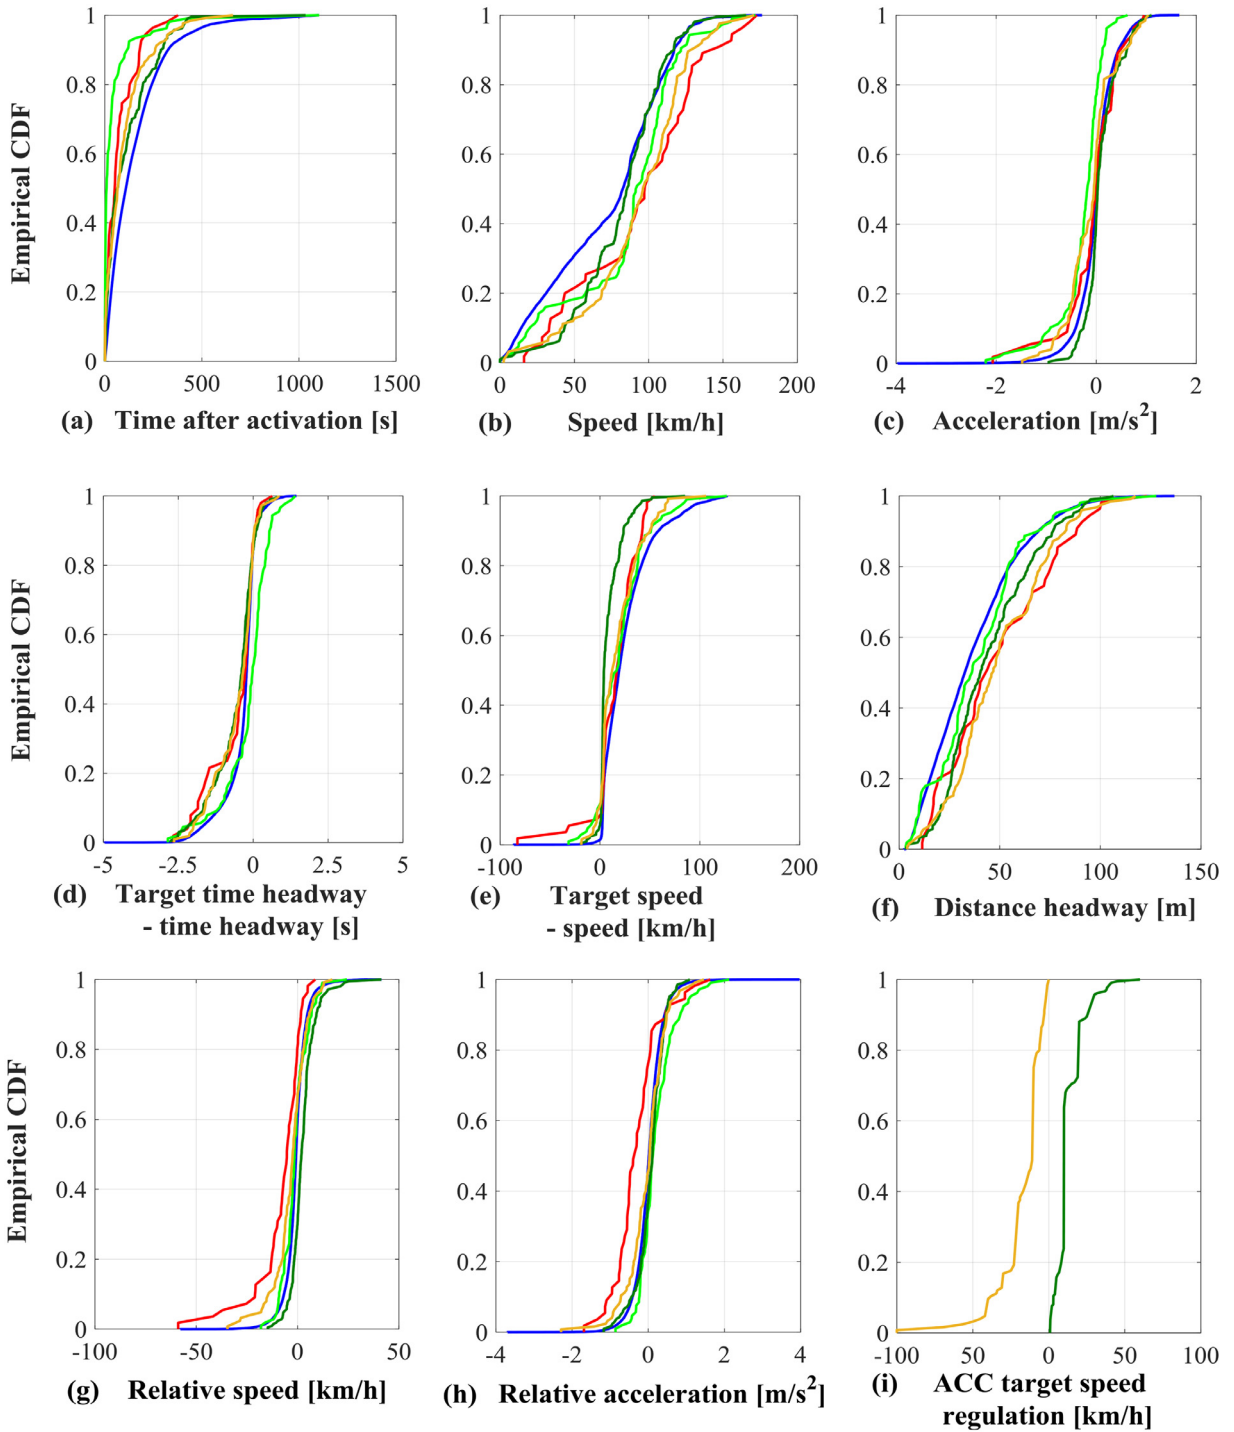 1
0.8
0.6
0.4
0.2
0
0 500 1000 1500
Empirical CDF
(a) Time after activation [s]
1
0.8
0.6
0.4
0.2
0
0 50 100 150 200
(b) Speed [km/h]
1
0.8
0.6
0.4
0.2
0
-4 -2 0 2
(c) Acceleration [m/s2]
1
0.8
0.6
0.4
0.2
0
-5 -2.5 0 2.5 5
Empirical CDF
(d) Target time headway
- time headway [s]
1
0.8
0.6
0.4
0.2
0
-100 0 100 200
(e) Target speed
- speed [km/h]
1
0.8
0.6
0.4
0.2
0
0 50 100 150
(f) Distance headway [m]
1
0.8
0.6
0.4
0.2
0
-100 -50 0 50
Empirical CDF
(g) Relative speed [km/h]
1
0.8
0.6
0.4
0.2
0
-4 -2 0 2 4
(h) Relative acceleration [m/s2]
1
0.8
0.6
0.4
0.2
0
-100 50 0 50 100
(i) ACC target speed
regulation [km/h]